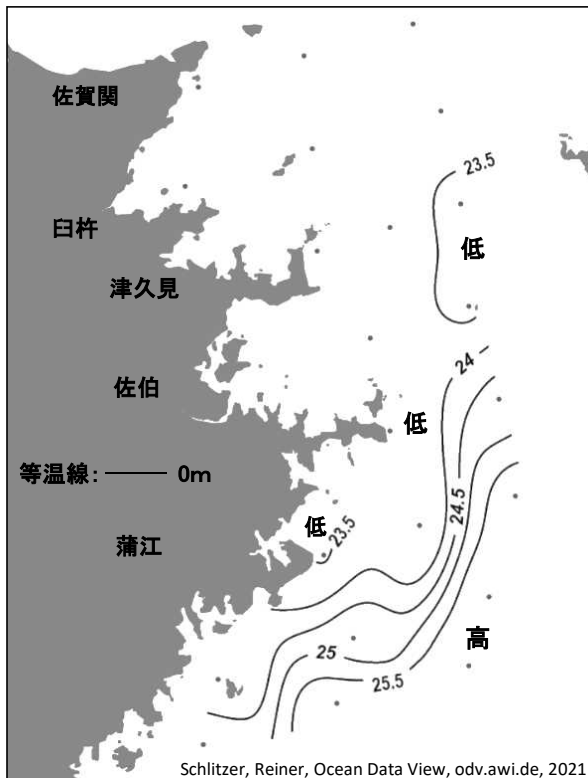 佐賀関
23.5
臼杵
低
津久見
24
佐伯
低
等温線: 0m
24.5
低
23.5
蒲江
高
25
25.5
Schlitzer, Reiner, Ocean Data View, odv.awi.de, 2021